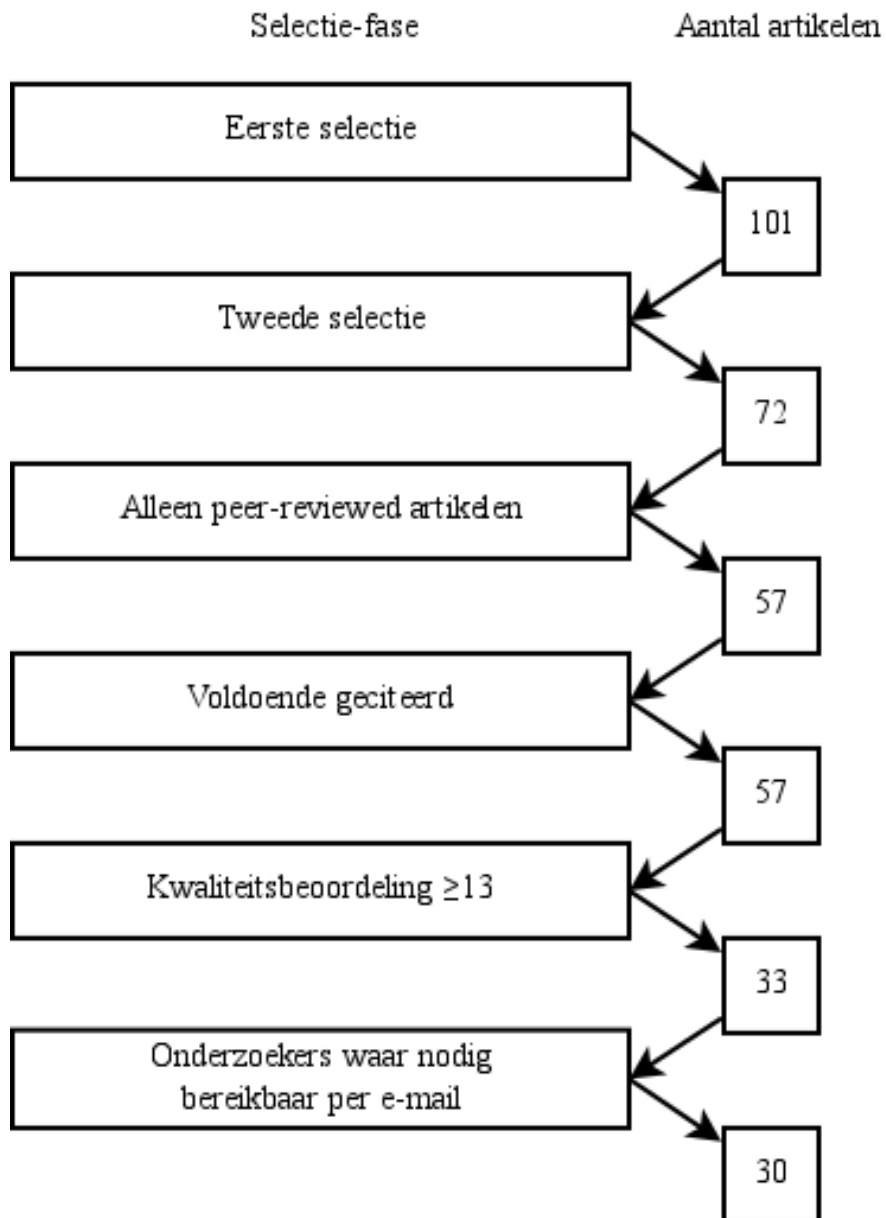 Selectie-fase Aantal artikelen
Eerste selectie
101
Tweede selectie
72
Alleen peer-reviewed artikelen
57
Voldoende geciteerd
57
Kwaliteitsbeoordeling ≥13
33
Onderzoekers waar nodig
bereikbaar per e-mail
30